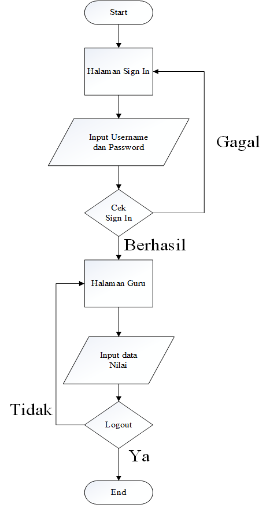 Start
Halaman Sign In
Input Username
dan Password
Gagal
Cek
Sign In
Berhasil
Halaman Guru
Input data
Nilai
Tidak
Logout
Ya
End